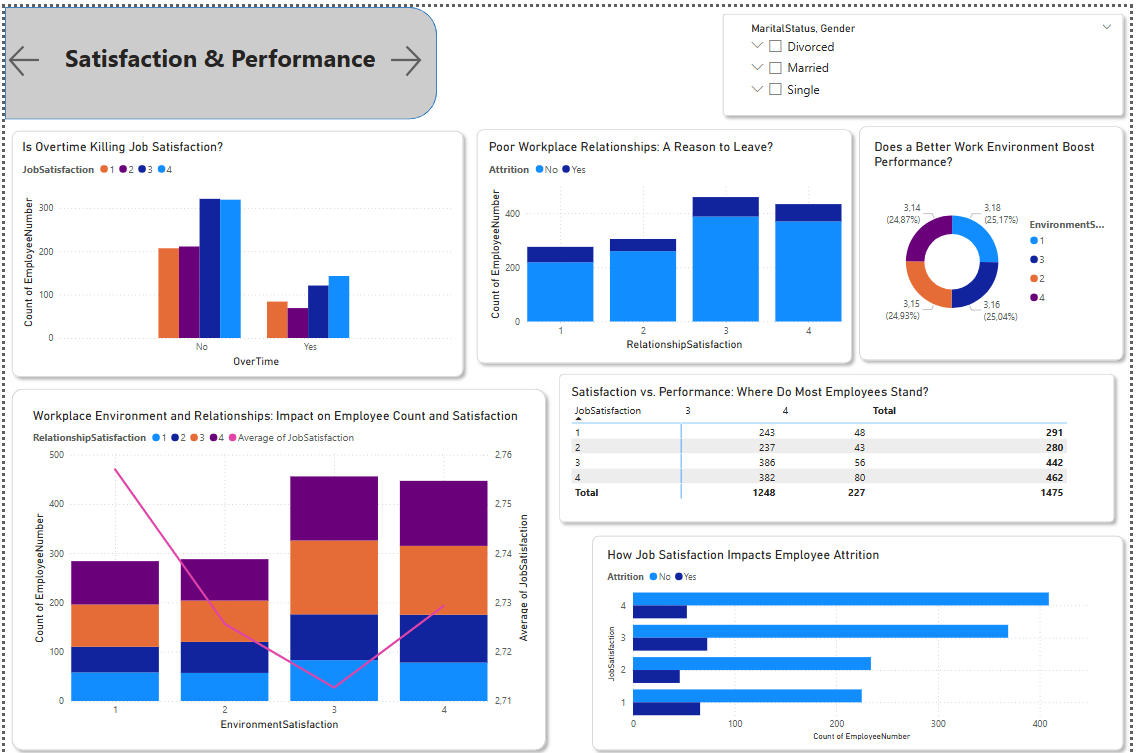 Satisfaction & Performance
MaritalStatus, Gender
Divorced
Married
Single
Is Overtime Killing Job Satisfaction?
JobSatisfaction 1 2 3 4
Count of EmployeeNumber
300
200
100
0
No Yes
OverTime
Poor Workplace Relationships: A Reason to Leave?
Attrition No Yes
Count of EmployeeNumber
400
200
0
1 2 3 4
RelationshipSatisfaction
Does a Better Work Environment Boost
Performance?
3,14
(24,87%)
3,18
(25,17%)
3,15
(24,93%)
3,16
(25,04%)
EnvironmentS...
1
3
2
4
Workplace Environment and Relationships: Impact on Employee Count and Satisfaction
RelationshipSatisfaction 1 2 3 4 Average of JobSatisfaction
Count of EmployeeNumber
500
400
300
200
100
0
2,76
2,75
2,74
2,73
2,72
2,71
Average of JobSatisfaction
1 2 3 4
EnvironmentSatisfaction
Satisfaction vs. Performance: Where Do Most Employees Stand?
JobSatisfaction 3 4 Total
1 243 48 291
2 237 43 280
3 386 56 442
4 382 80 462
Total 1248 227 1475
How Job Satisfaction Impacts Employee Attrition
Attrition No Yes
JobSatisfaction
4
3
2
1
0 100 200 300 400
Count of EmployeeNumber